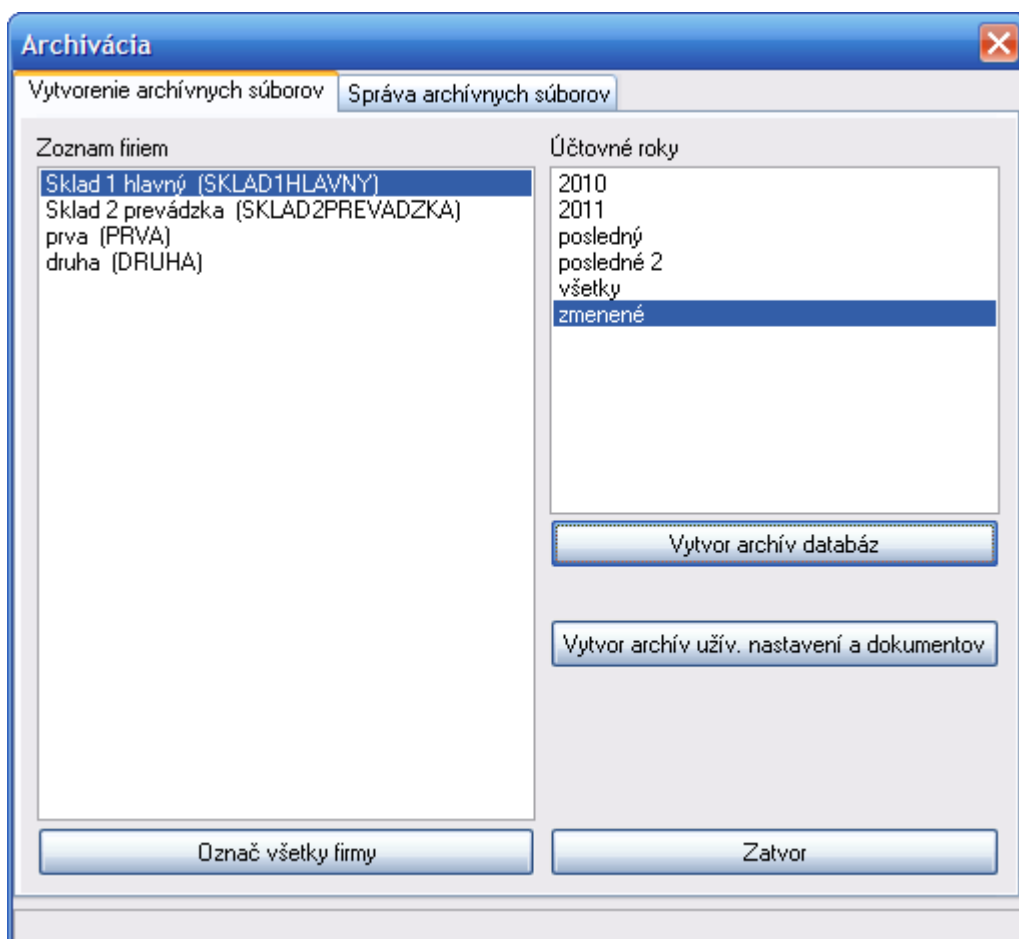 Archivácia
Vytvorenie archívnych súborov
Správa archívnych súborov
Zoznam firiem
Sklad 1 hlavný (SKLAD1HLAVNY)
Sklad 2 prevádzka (SKLAD2PREVADZKA)
prva (PRVA)
druha (DRUHA)
Označ všetky firmy
Účtovné roky
2010
2011
posledný
posledné 2
všetky
zmenené
Vytvor archív databáz
Vytvor archív užív. nastavení a dokumentov
Zatvor